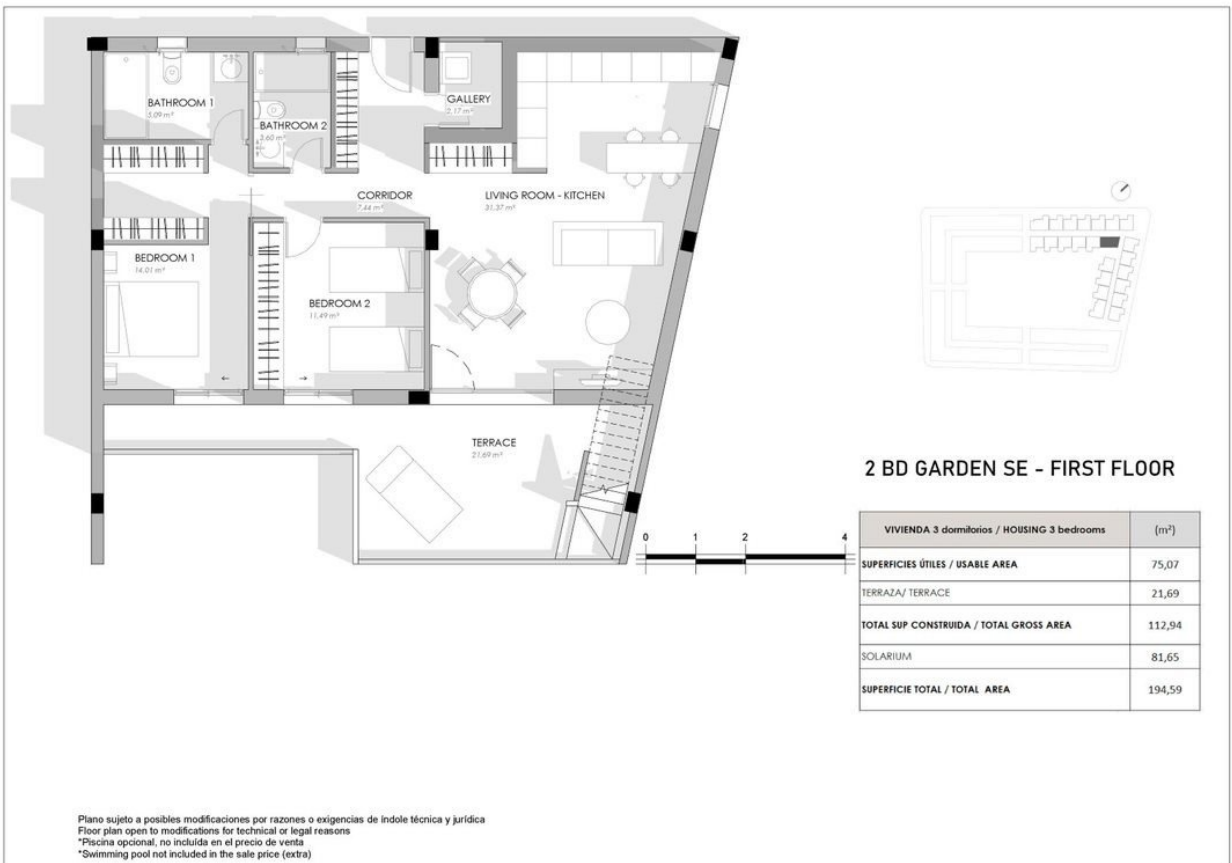 BATHROOM 1
5.09 m²
BATHROOM 2
3.60 m²
GALLERY
2.17 m²
CORRIDOR
7.44 m²
LIVING ROOM - KITCHEN
31.37 m²
BEDROOM 1
14.01 m²
BEDROOM 2
11.49 m²
TERRACE
21.69 m²
0 1 2 4
2 BD GARDEN SE - FIRST FLOOR
VIVIENDA 3 dormitorios / HOUSING 3 bedrooms (m²)
SUPERFICIES ÚTILES / USABLE AREA 75,07
TERRAZA/ TERRACE 21,69
TOTAL SUP CONSTRUIDA / TOTAL GROSS AREA 112,94
SOLARIUM 81,65
SUPERFICIE TOTAL / TOTAL AREA 194,59
Plano sujeto a posibles modificaciones por razones o exigencias de índole técnica y jurídica
Floor plan open to modifications for technical or legal reasons
*Piscina opcional, no incluída en el precio de venta
*Swimming pool not included in the sale price (extra)